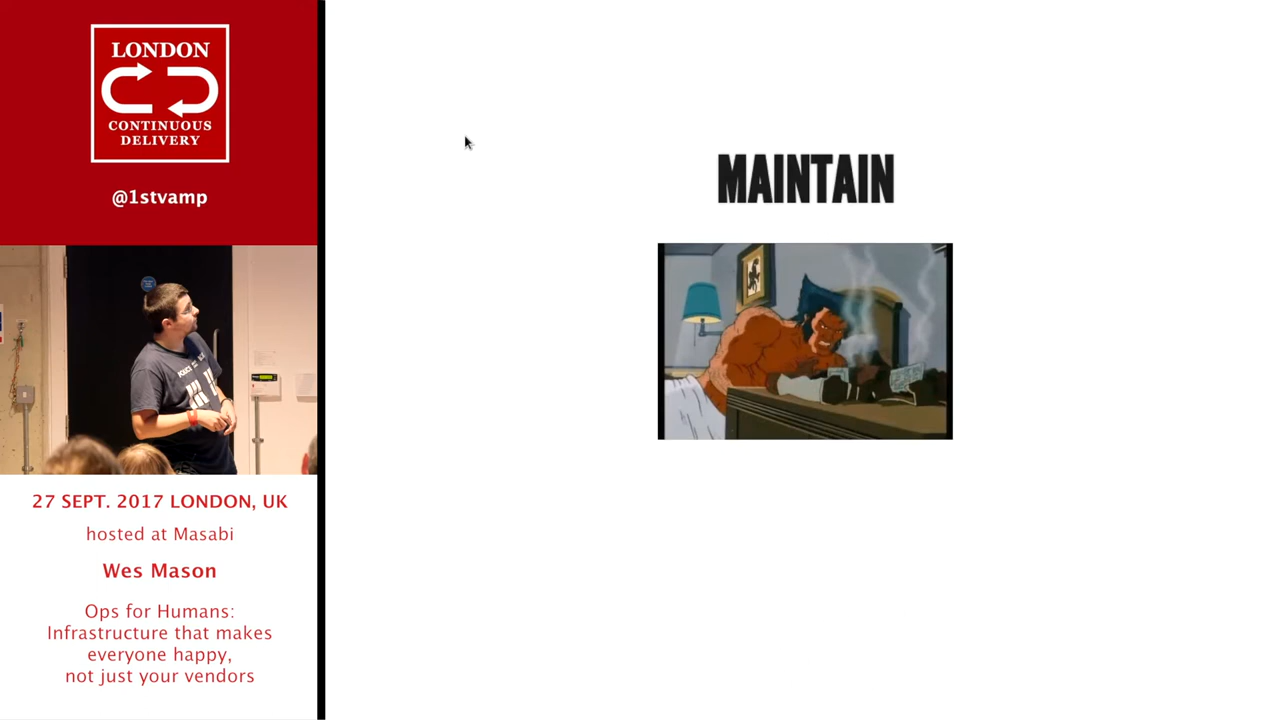 LONDON
CONTINUOUS
DELIVERY
@1stvamp
27 SEPT. 2017 LONDON, UK
hosted at Masabi
Wes Mason
Ops for Humans:
Infrastructure that makes
everyone happy,
not just your vendors
MAINTAIN